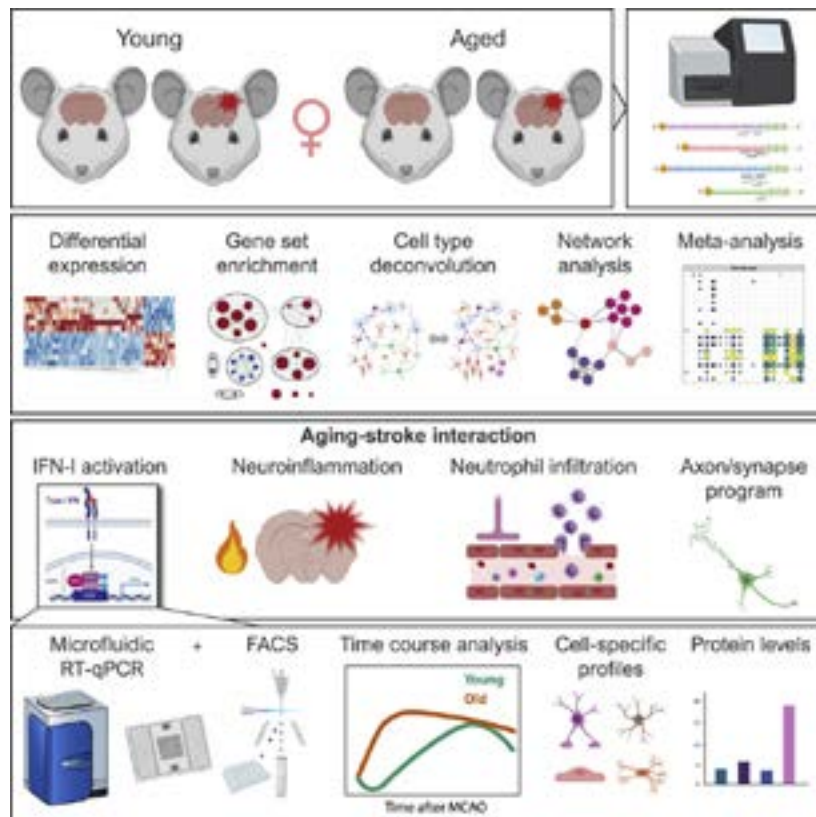 Young
Aged
Differential
expression
Gene set
enrichment
Cell type
deconvolution
Network
analysis
Meta-analysis
Aging-stroke interaction
IFN-I activation
Neuroinflammation
Neutrophil infiltration
Axon/synapse
program
Microfluidic
RT-qPCR
+
FACS
Time course analysis
Young
Old
Time after MCAO
Cell-specific
profiles
Protein levels